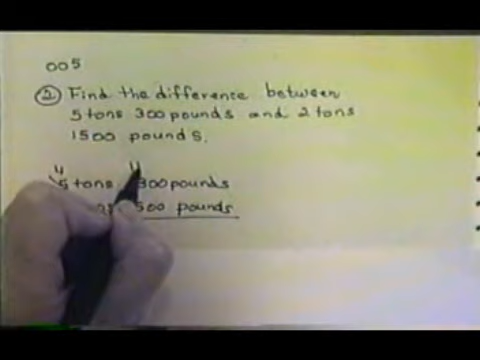 005
② Find the difference between
5 tons 300 pounds and 2 tons
1500 pounds.
4
5 tons 300 pounds
500 pounds